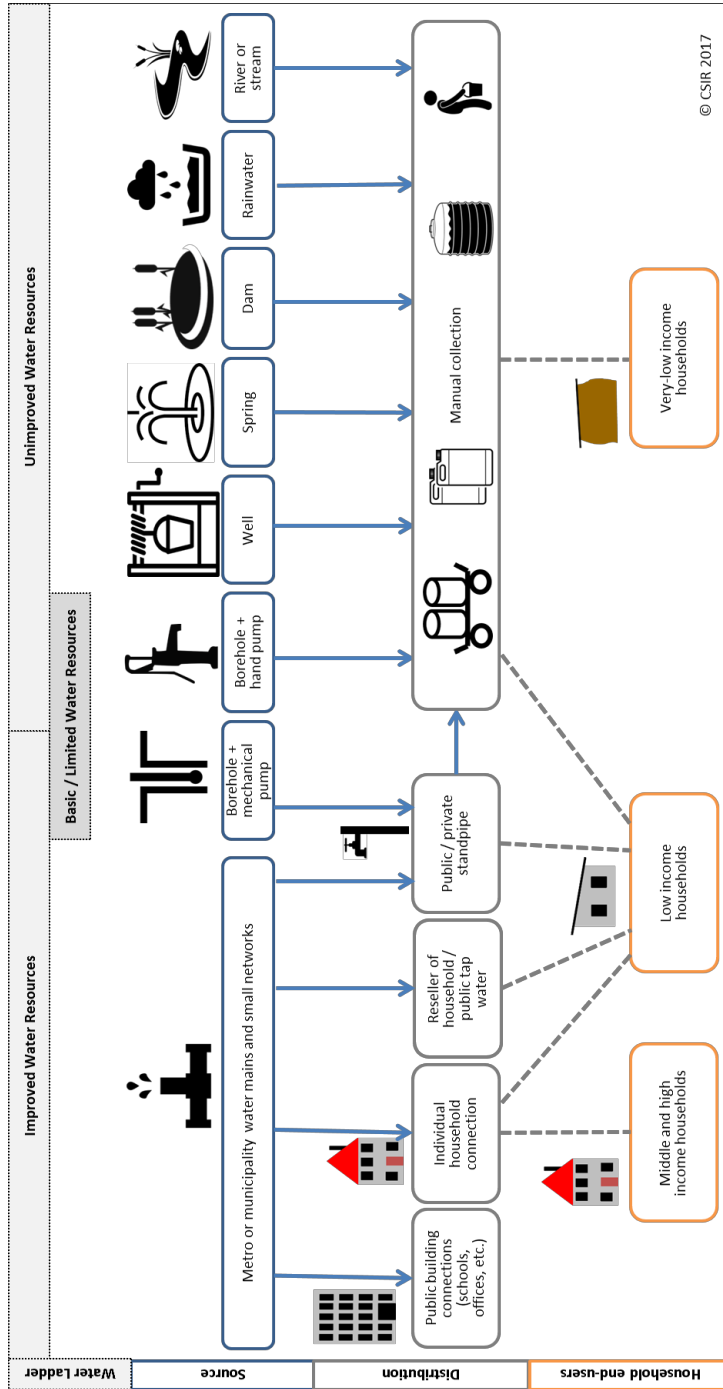 Water Ladder
Improved Water Resources
Unimproved Water Resources
Basic / Limited Water Resources
Source
Metro or municipality water mains and small networks
Borehole +
mechanical
pump
Borehole +
hand pump
Well
Spring
Dam
Rainwater
River or
stream
Distribution
Public building
connections
(schools,
offices, etc.)
Individual
household
connection
Reseller of
household /
public tap
water
Public / private
standpipe
Manual collection
Household end-users
Middle and high
income households
Low income
households
Very-low income
households
© CSIR 2017